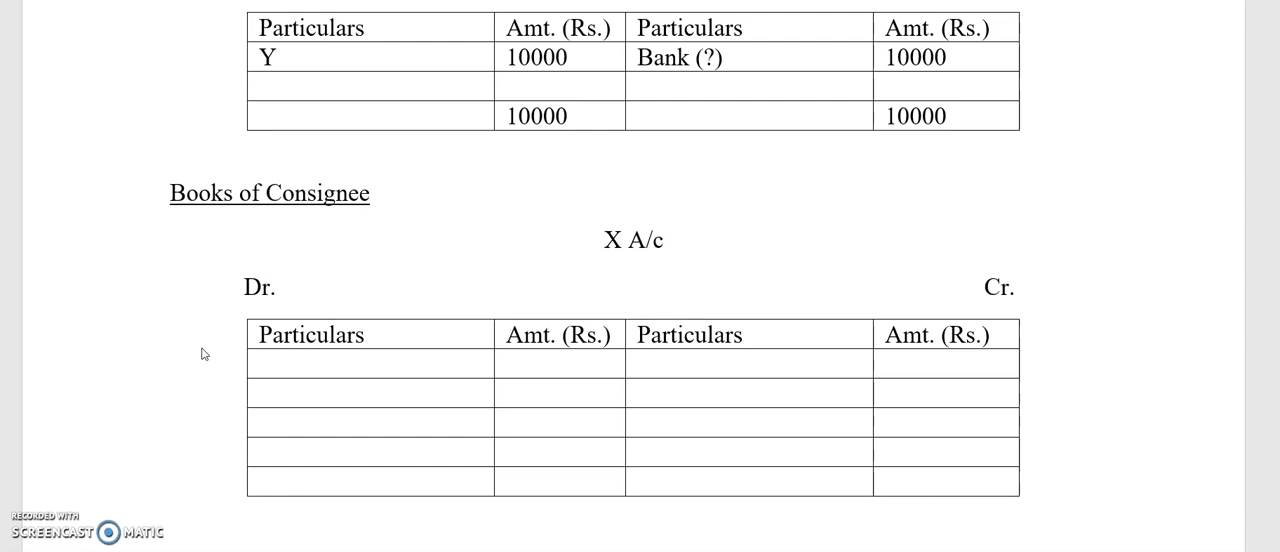 Particulars Amt. (Rs.) Particulars Amt. (Rs.)
Y 10000 Bank (?) 10000
10000 10000
Books of Consignee
X A/c
Dr. Cr.
Particulars Amt. (Rs.) Particulars Amt. (Rs.)
RECORDED WITH
SCREENCAST MATIC